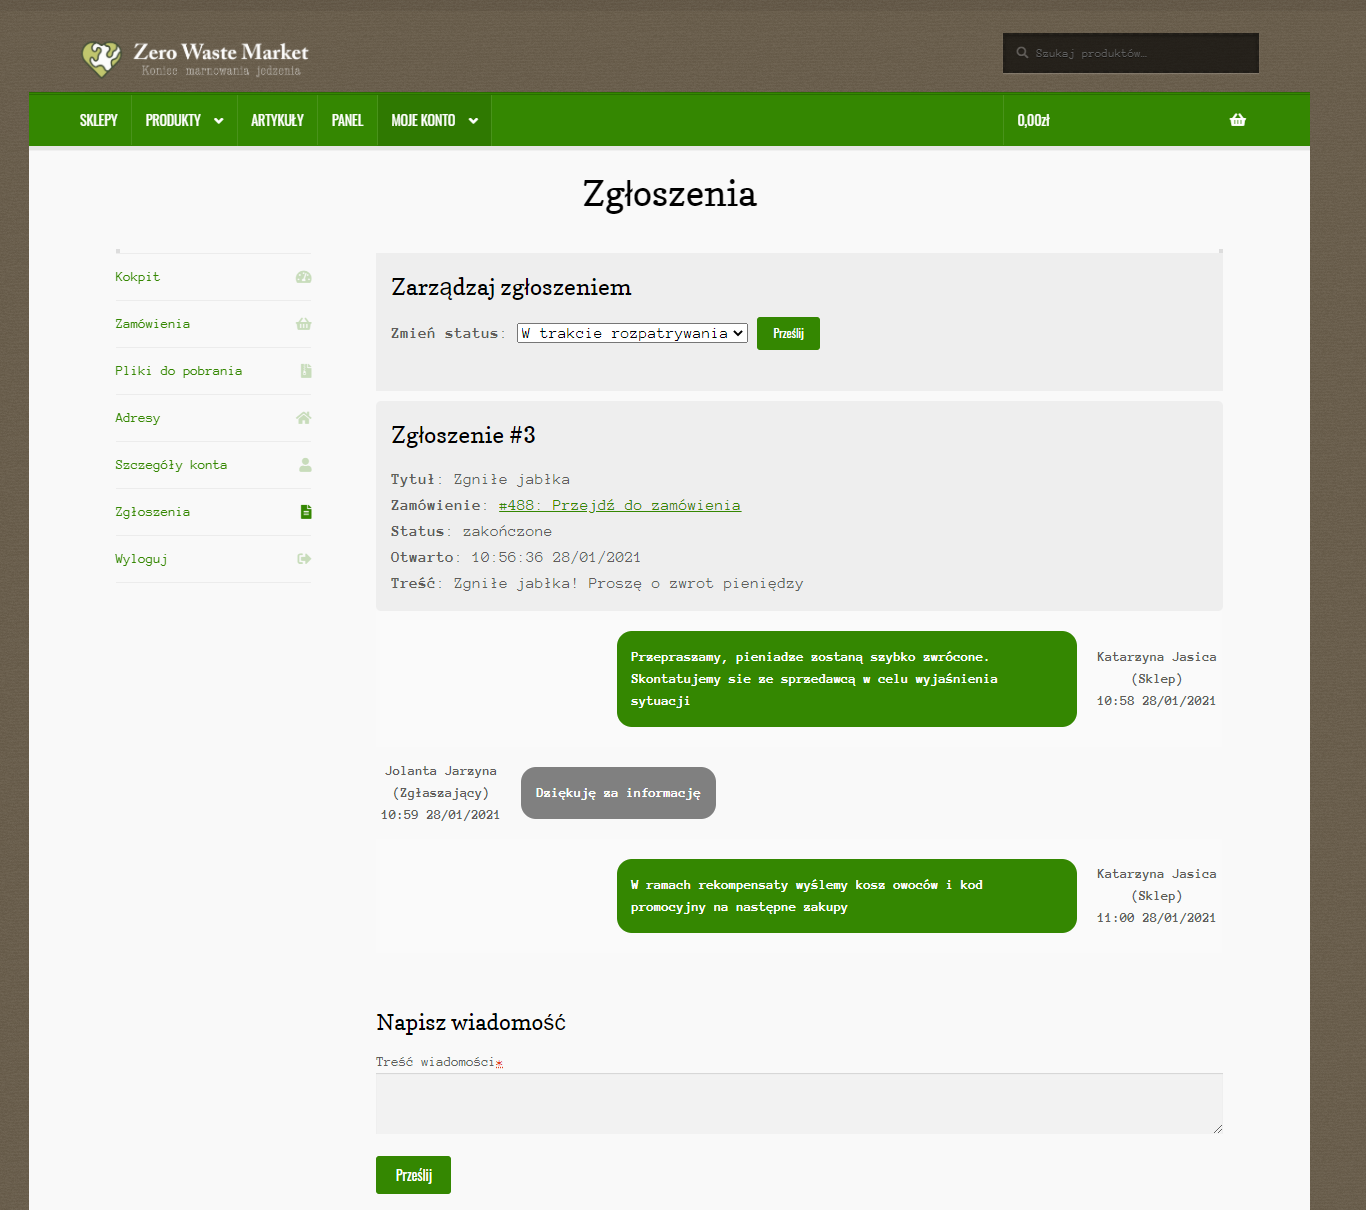 Zero Waste Market
Koniec marnowania jedzenia
Szukaj produktów…
SKLEPY
PRODUKTY
ARTYKUŁY
PANEL
MOJE KONTO
0,00zł
Zgłoszenia
Kokpit
Zamówienia
Pliki do pobrania
Adresy
Szczegóły konta
Zgłoszenia
Wyloguj
Zarządzaj zgłoszeniem
Zmień status: W trakcie rozpatrywania Prześlij
Zgłoszenie #3
Tytuł: Zgniłe jabłka
Zamówienie: #488: Przejdź do zamówienia
Status: zakończone
Otwarto: 10:56:36 28/01/2021
Treść: Zgniłe jabłka! Proszę o zwrot pieniędzy
Przepraszamy, pieniadze zostaną szybko zwrócone.
Skontatujemy sie ze sprzedawcą w celu wyjaśnienia
sytuacji
Katarzyna Jasica
(Sklep)
10:58 28/01/2021
Jolanta Jarzyna
(Zgłaszający)
10:59 28/01/2021
Dziękuję za informację
W ramach rekompensaty wyślemy kosz owoców i kod
promocyjny na następne zakupy
Katarzyna Jasica
(Sklep)
11:00 28/01/2021
Napisz wiadomość
Treść wiadomości*
Prześlij